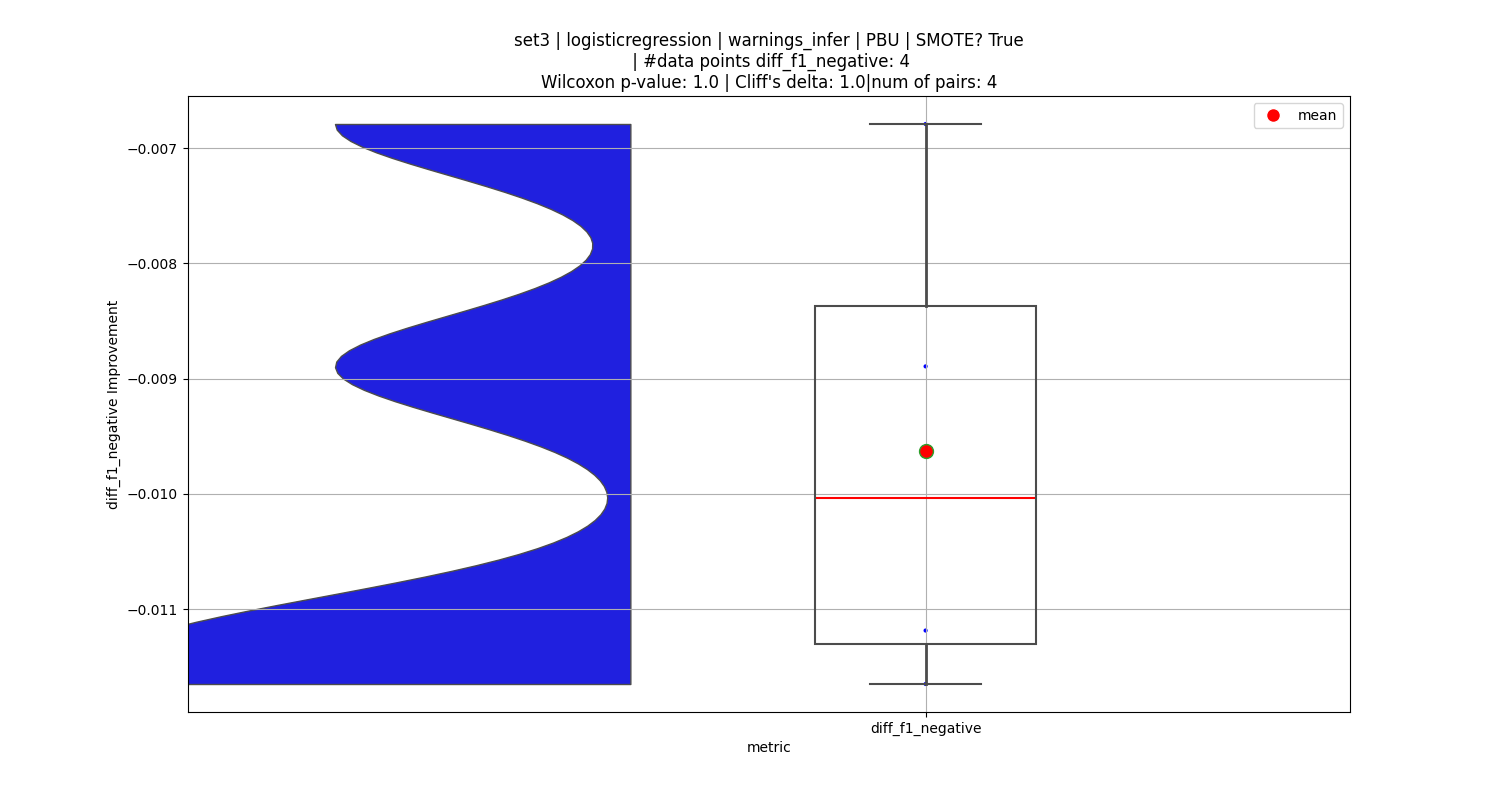 set3 | logisticregression | warnings_infer | PBU | SMOTE? True
| #data points diff_f1_negative: 4
Wilcoxon p-value: 1.0 | Cliff's delta: 1.0|num of pairs: 4
mean
−0.007
−0.008
−0.009
−0.010
−0.011
diff_f1_negative Improvement
diff_f1_negative
metric